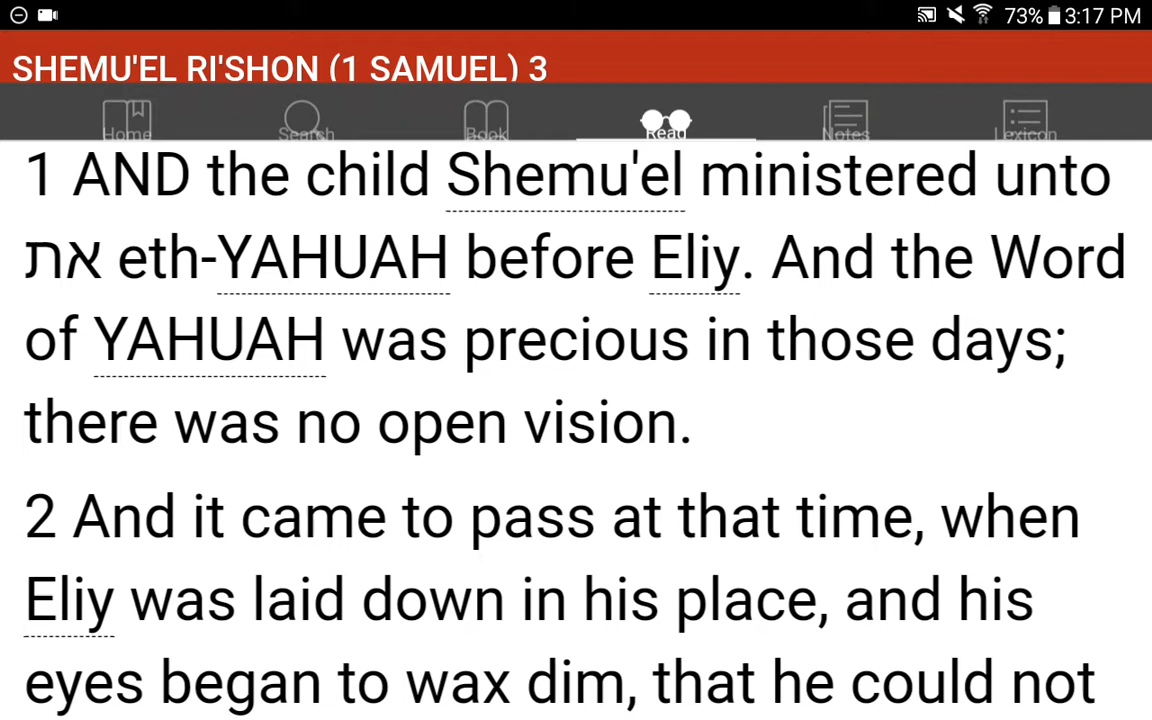 73% 3:17 PM
SHEMU'EL RI'SHON (1 SAMUEL) 3
Home Search Book Read Notes Lexicon
1 AND the child Shemu'el ministered unto
את eth-YAHUAH before Eliy. And the Word
of YAHUAH was precious in those days;
there was no open vision.
2 And it came to pass at that time, when
Eliy was laid down in his place, and his
eyes began to wax dim, that he could not